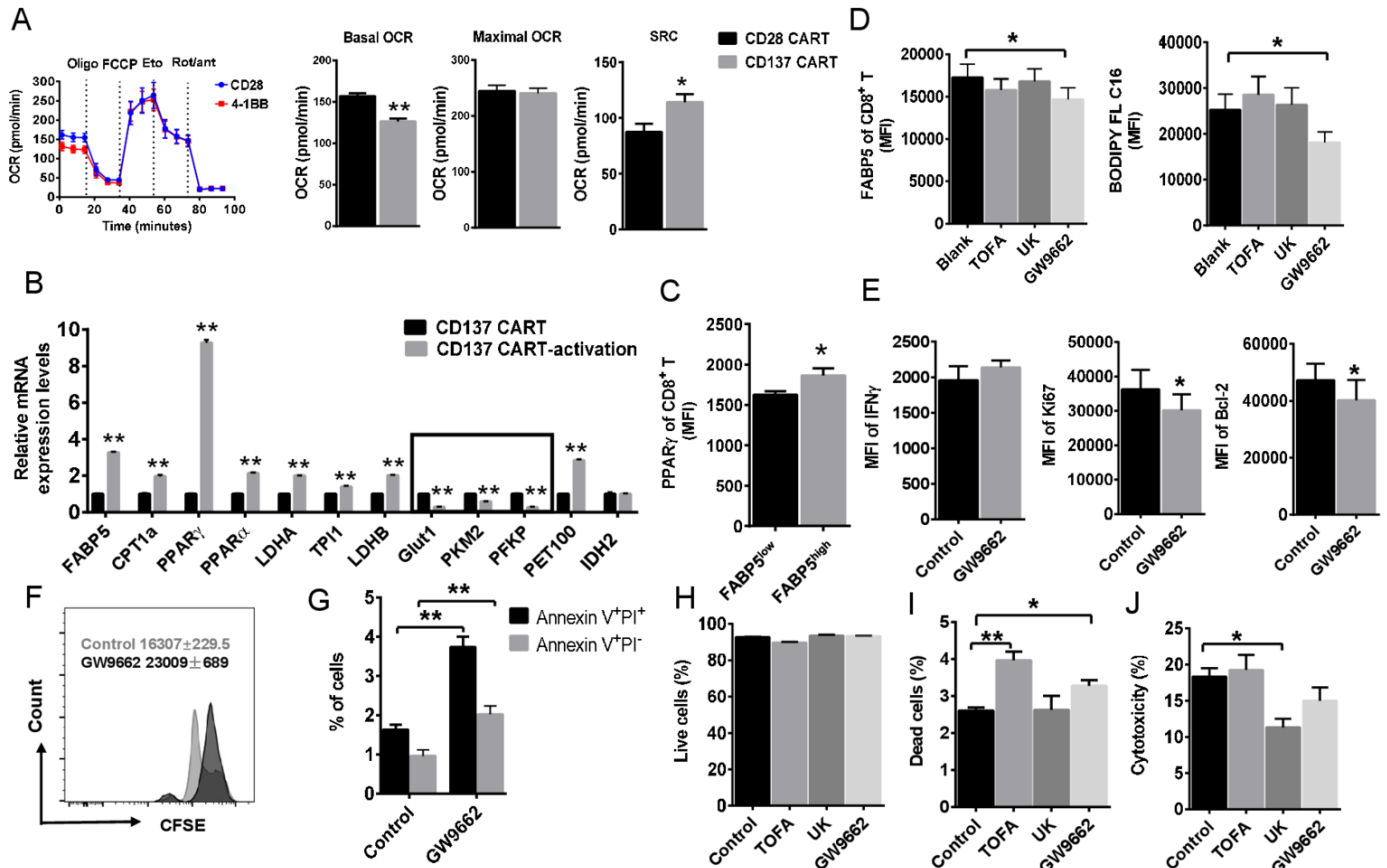 A
Oligo FCCP Eto Rot/ant
CD28
4-1BB
OCR (pmol/min)
300
250
200
150
100
50
0
0 20 40 60 80 100
Time (minutes)
Basal OCR
OCR (pmol/min)
200
150
100
50
0
**
Maximal OCR
OCR (pmol/min)
300
200
100
0
SRC
OCR (pmol/min)
150
100
50
0
*
CD28 CART
CD137 CART
D
FABP5 of CD8⁺ T
(MFI)
20000
15000
10000
5000
0
*
Blank
TOFA
UK
GW9662
BODIPY FL C16
(MFI)
40000
30000
20000
10000
0
*
Blank
TOFA
UK
GW9662
B
Relative mRNA
expression levels
10
8
6
4
2
0
CD137 CART
CD137 CART-activation
** ** ** ** ** ** ** ** ** ** **
FABP5
CPT1a
PPARγ
PPARα
LDHA
TPI1
LDHB
Glut1
PKM2
PFKP
PET100
IDH2
C
PPARγ of CD8⁺ T
(MFI)
2500
2000
1500
1000
500
0
*
FABP5low
FABP5high
E
MFI of IFNγ
2500
2000
1500
1000
500
0
Control
GW9662
MFI of Ki67
50000
40000
30000
20000
10000
0
*
Control
GW9662
MFI of Bcl-2
60000
40000
20000
0
*
Control
GW9662
F
Control 16307±229.5
GW9662 23009±689
Count
CFSE
G
% of cells
5
4
3
2
1
0
**
**
Annexin V⁺PI⁺
Annexin V⁺PI⁻
Control
GW9662
H
Live cells (%)
100
80
60
40
20
0
Control
TOFA
UK
GW9662
I
Dead cells (%)
5
4
3
2
1
0
*
**
Control
TOFA
UK
GW9662
J
Cytotoxicity (%)
25
20
15
10
5
0
*
Control
TOFA
UK
GW9662